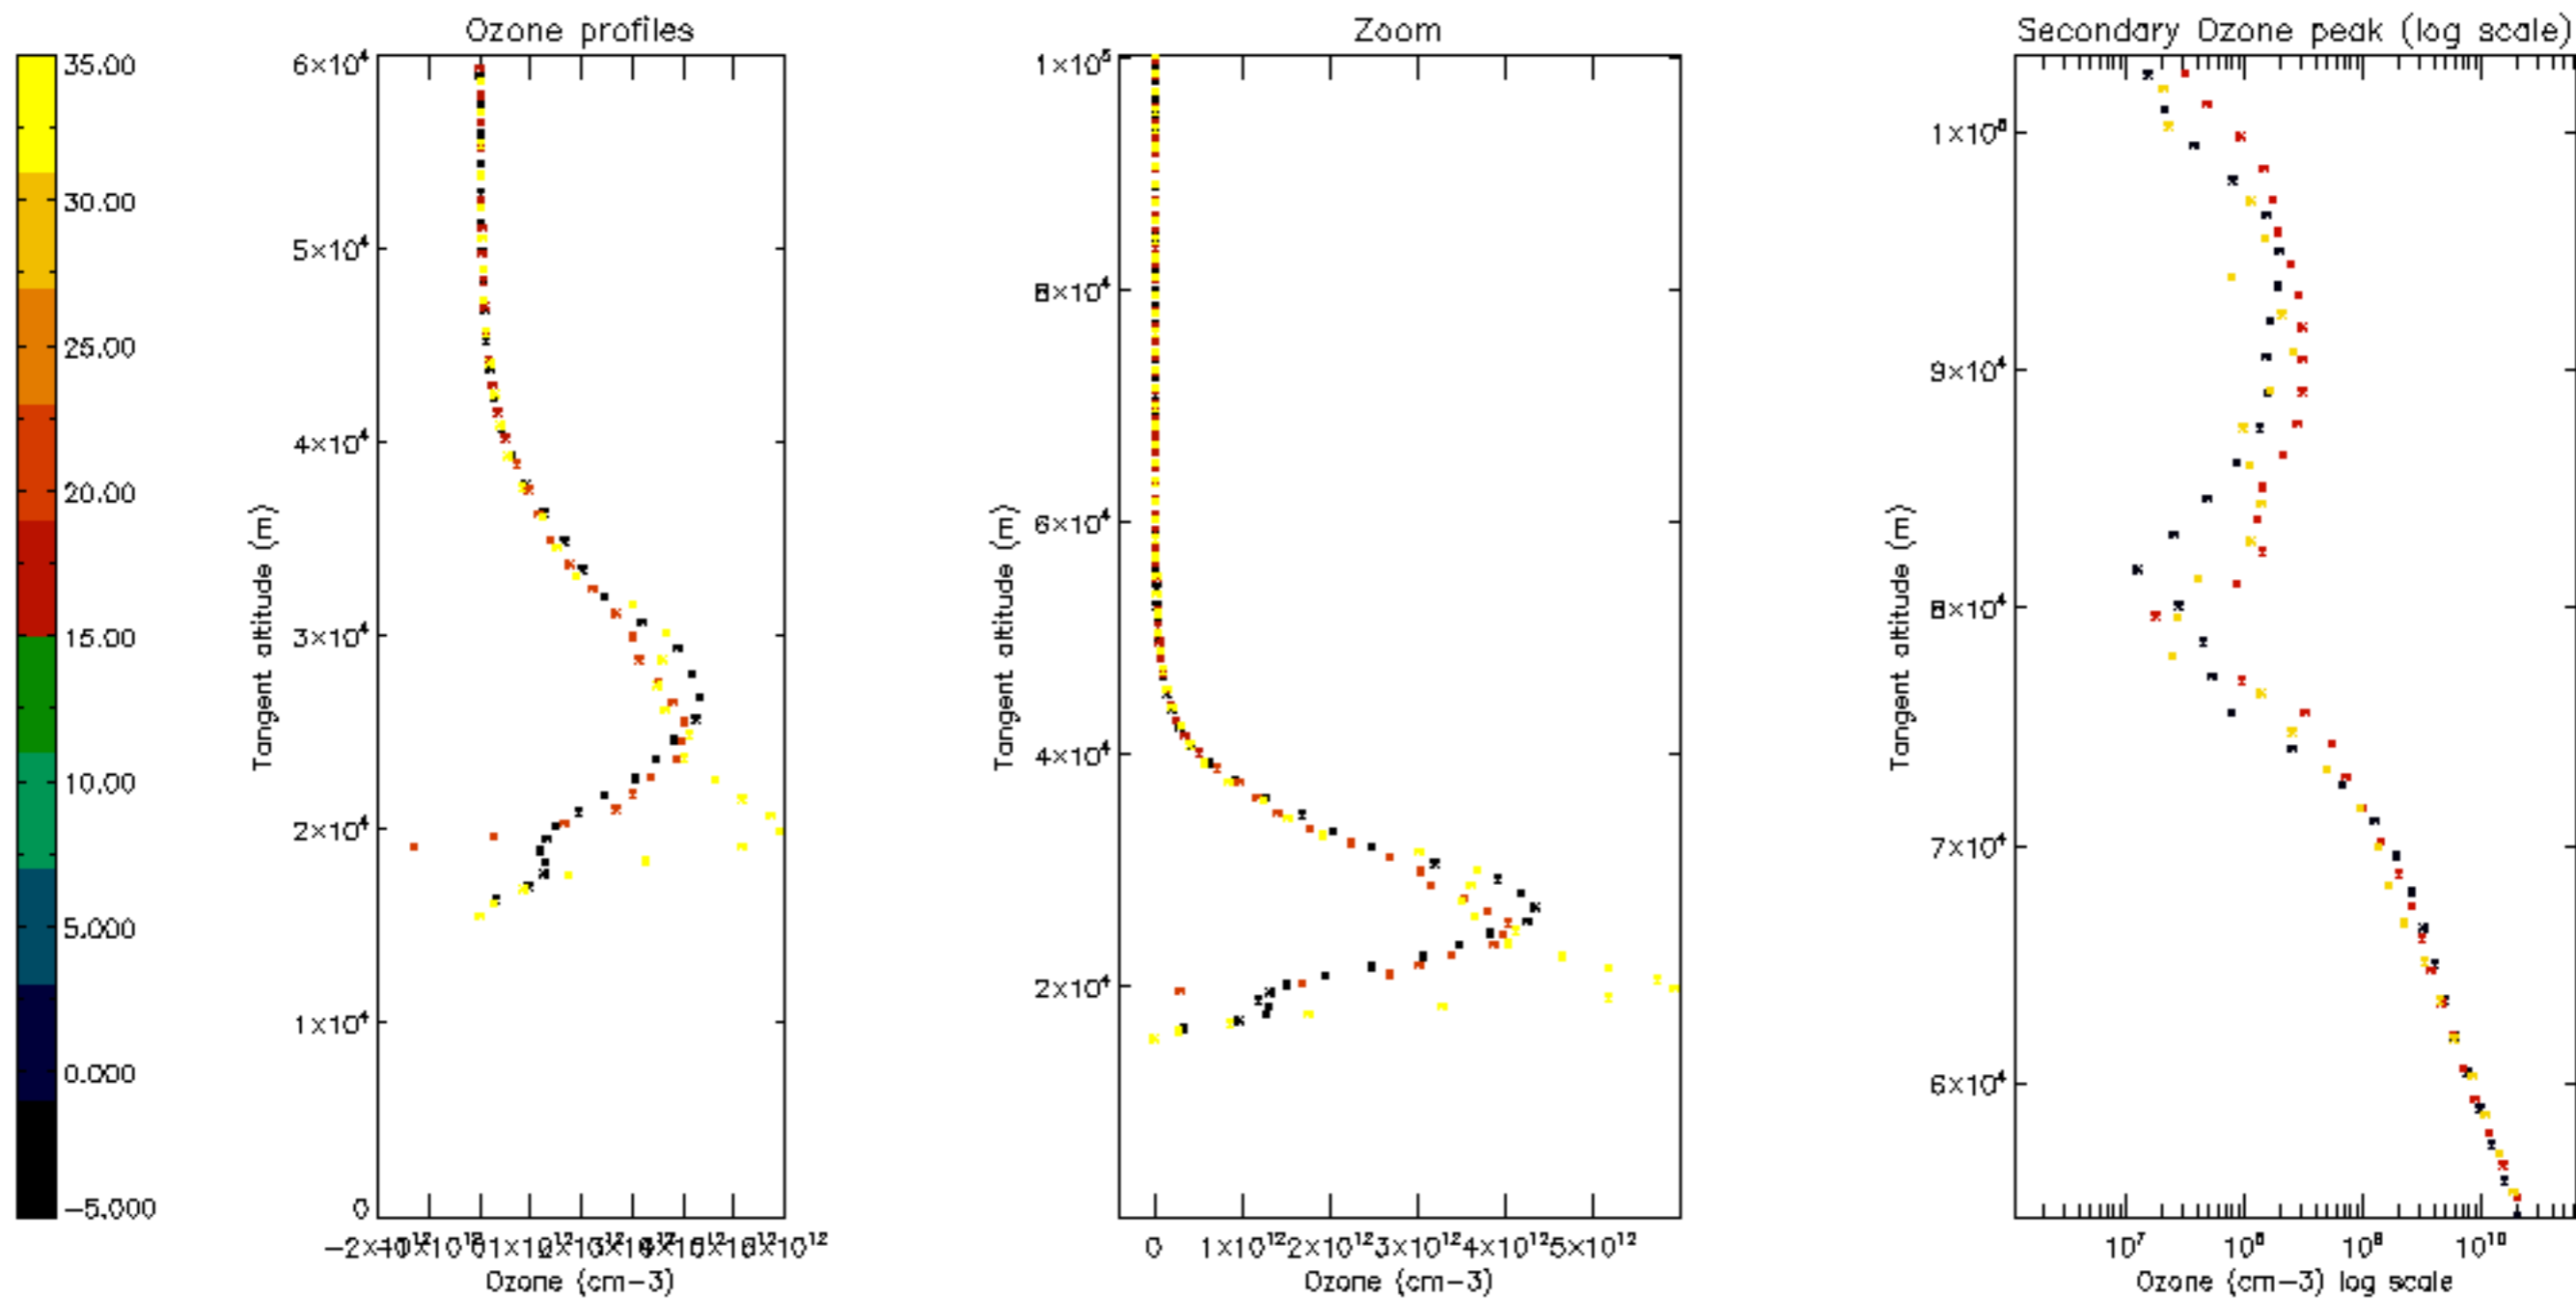 Ozone profiles
Zoom
Secondary Ozone peak (log scale)
35.00
30.00
25.00
20.00
15.00
10.00
5.000
0.000
−5.000
6×10⁴
5×10⁴
4×10⁴
3×10⁴
2×10⁴
1×10⁴
0
Tangent altitude (m)
Ozone (cm−3)
1×10⁵
8×10⁴
6×10⁴
4×10⁴
2×10⁴
Tangent altitude (m)
0 1×10¹² 2×10¹² 3×10¹² 4×10¹² 5×10¹²
Ozone (cm−3)
9×10⁴
8×10⁴
7×10⁴
6×10⁴
Tangent altitude (m)
10⁷ 10⁸ 10⁹ 10¹⁰
Ozone (cm−3) log scale